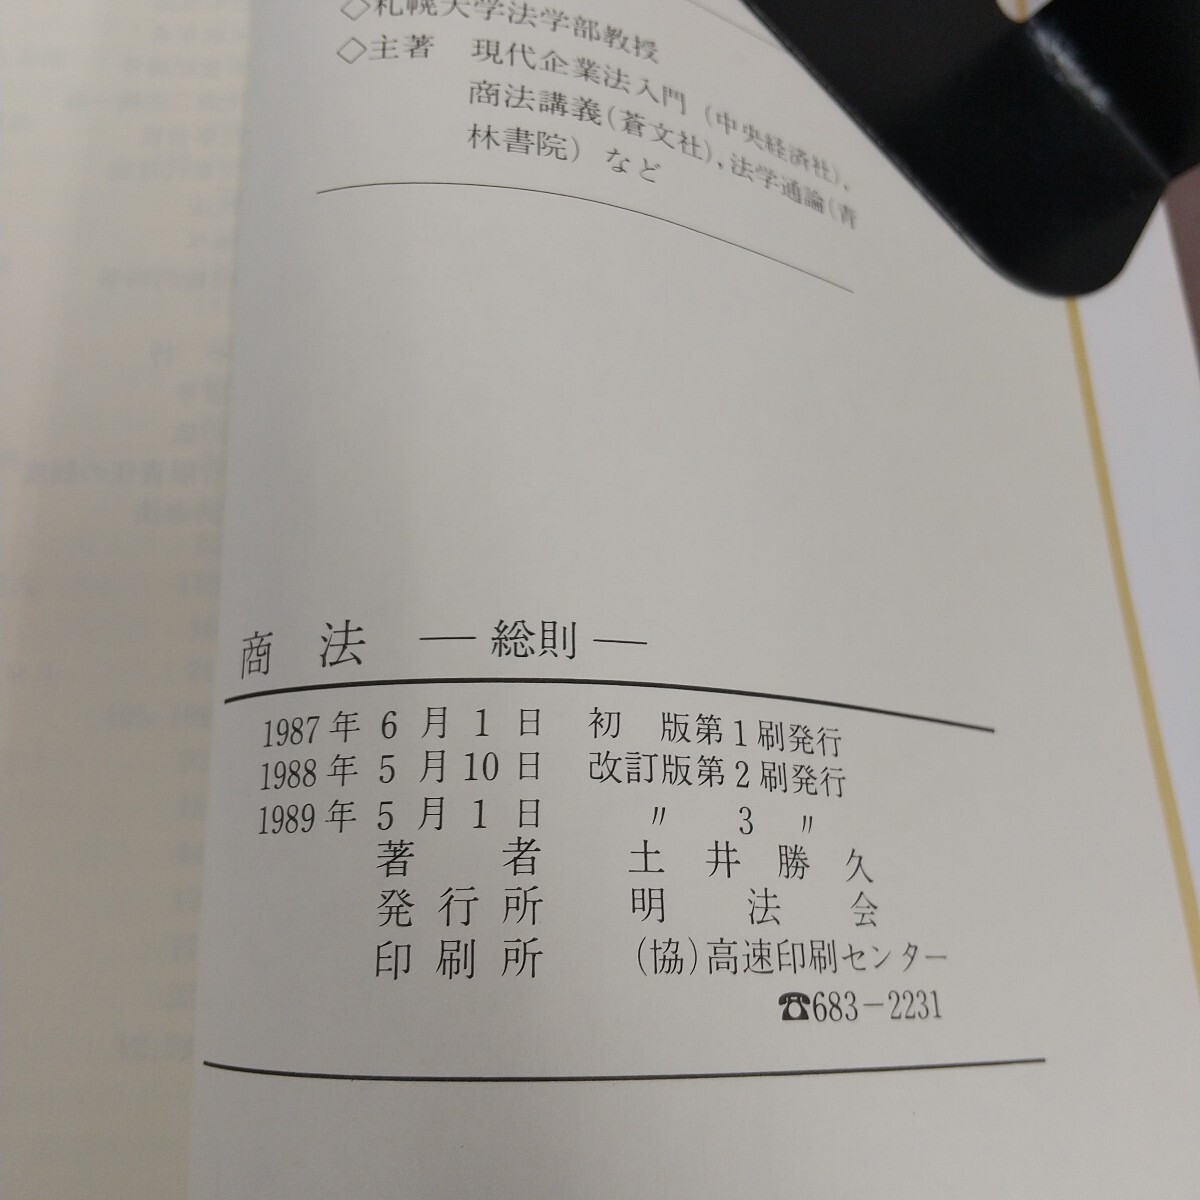 ◇札幌大学法学部教授
◇主著 現代企業法入門(中央経済社),
商法講義(蒼文社),法学通論(青
林書院)など
商 法 ―総則―
1987年 6 月 1 日 初 版第1刷発行
1988年 5 月 10 日 改訂版第2刷発行
1989年 5 月 1 日 〃 3 〃
著 者 土 井 勝 久
発 行 所 明 法 会
印 刷 所 (協)高速印刷センター
☎683-2231